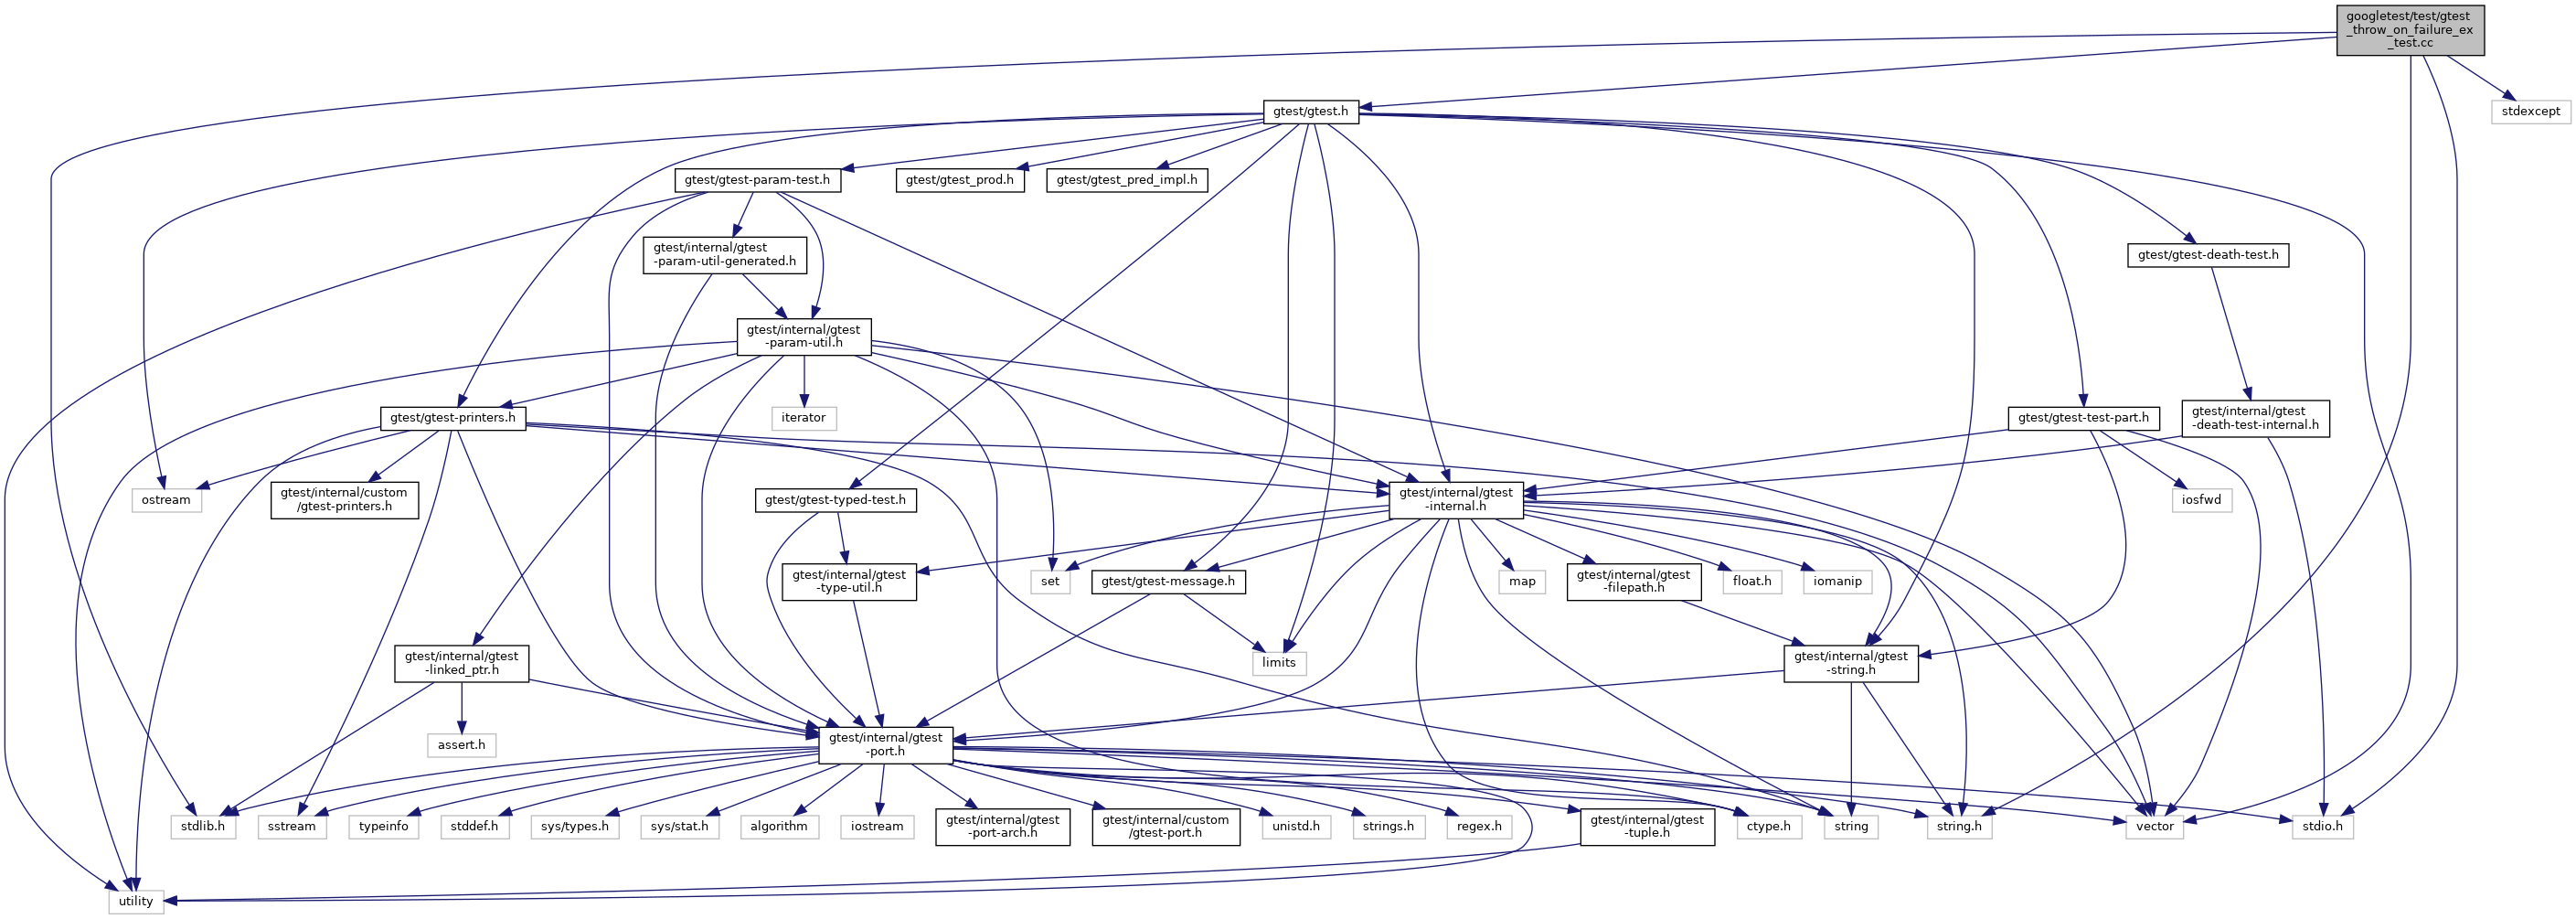 googletest/test/gtest
_throw_on_failure_ex
_test.cc
gtest/gtest.h
stdexcept
gtest/gtest-param-test.h
gtest/gtest_prod.h
gtest/gtest_pred_impl.h
gtest/internal/gtest
-param-util-generated.h
gtest/gtest-death-test.h
gtest/internal/gtest
-param-util.h
gtest/gtest-printers.h
iterator
gtest/gtest-test-part.h
gtest/internal/gtest
-death-test-internal.h
ostream
gtest/internal/custom
/gtest-printers.h
gtest/gtest-typed-test.h
gtest/internal/gtest
-internal.h
iosfwd
gtest/internal/gtest
-type-util.h
set
gtest/gtest-message.h
map
gtest/internal/gtest
-filepath.h
float.h
iomanip
gtest/internal/gtest
-linked_ptr.h
limits
gtest/internal/gtest
-string.h
assert.h
gtest/internal/gtest
-port.h
stdlib.h
sstream
typeinfo
stddef.h
sys/types.h
sys/stat.h
algorithm
iostream
gtest/internal/gtest
-port-arch.h
gtest/internal/custom
/gtest-port.h
unistd.h
strings.h
regex.h
gtest/internal/gtest
-tuple.h
ctype.h
string
string.h
vector
stdio.h
utility